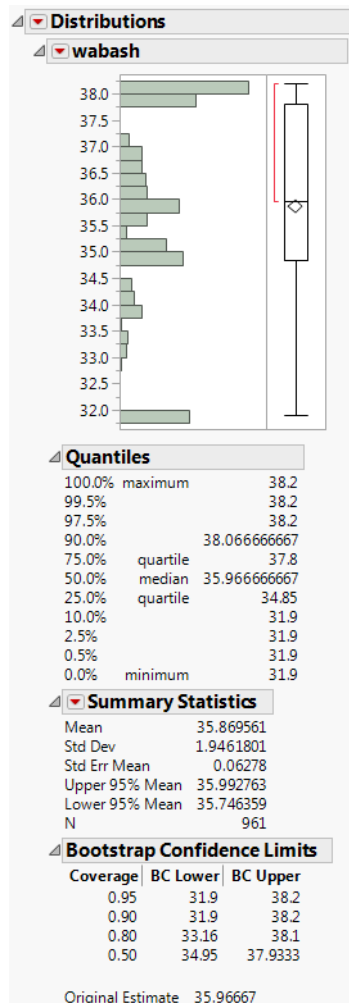 Distributions
wabash
38.0
37.5
37.0
36.5
36.0
35.5
35.0
34.5
34.0
33.5
33.0
32.5
32.0
Quantiles
100.0% maximum 38.2
99.5% 38.2
97.5% 38.2
90.0% 38.066666667
75.0% quartile 37.8
50.0% median 35.966666667
25.0% quartile 34.85
10.0% 31.9
2.5% 31.9
0.5% 31.9
0.0% minimum 31.9
Summary Statistics
Mean 35.869561
Std Dev 1.9461801
Std Err Mean 0.06278
Upper 95% Mean 35.992763
Lower 95% Mean 35.746359
N 961
Bootstrap Confidence Limits
Coverage BC Lower BC Upper
0.95 31.9 38.2
0.90 31.9 38.2
0.80 33.16 38.1
0.50 34.95 37.9333
Original Estimate 35.96667